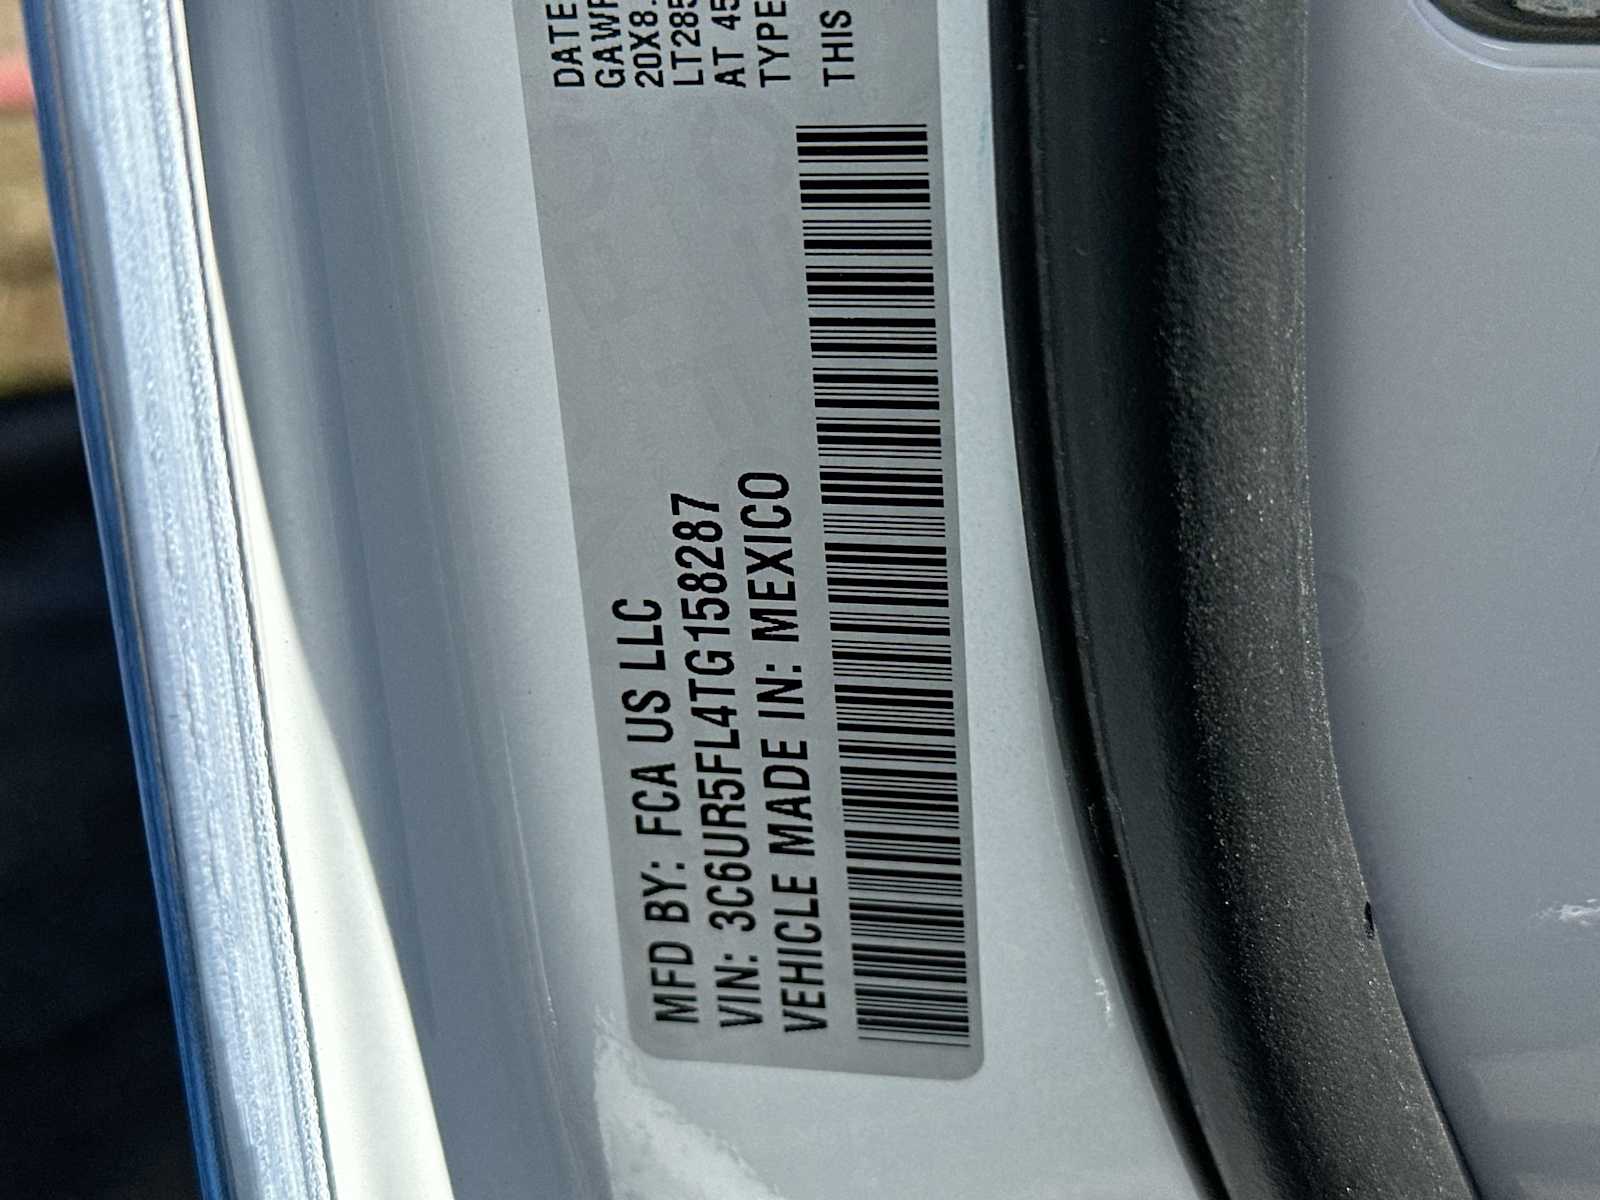 MFD BY: FCA US LLC
VIN: 3C6UR5FL4TG158287
VEHICLE MADE IN: MEXICO
DATE
GAWR
20X8.
LT285
AT 45
TYPE
THIS